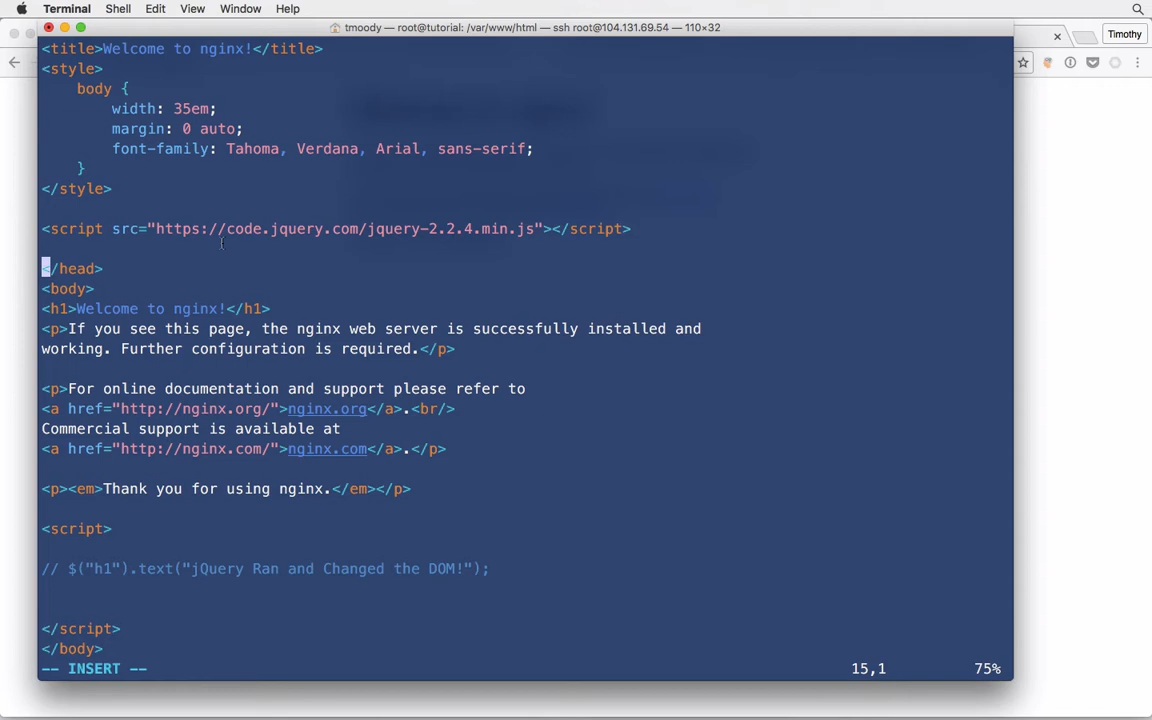 Terminal Shell Edit View Window Help
tmoody — root@tutorial: /var/www/html — ssh root@104.131.69.54 — 110×32
Timothy
<title>Welcome to nginx!</title>
<style>
    body {
        width: 35em;
        margin: 0 auto;
        font-family: Tahoma, Verdana, Arial, sans-serif;
    }
</style>
<script src="https://code.jquery.com/jquery-2.2.4.min.js"></script>
</head>
<body>
<h1>Welcome to nginx!</h1>
<p>If you see this page, the nginx web server is successfully installed and
working. Further configuration is required.</p>
<p>For online documentation and support please refer to
<a href="http://nginx.org/">nginx.org</a>.<br/>
Commercial support is available at
<a href="http://nginx.com/">nginx.com</a>.</p>
<p><em>Thank you for using nginx.</em></p>
<script>
// $("h1").text("jQuery Ran and Changed the DOM!");
</script>
</body>
-- INSERT -- 15,1 75%